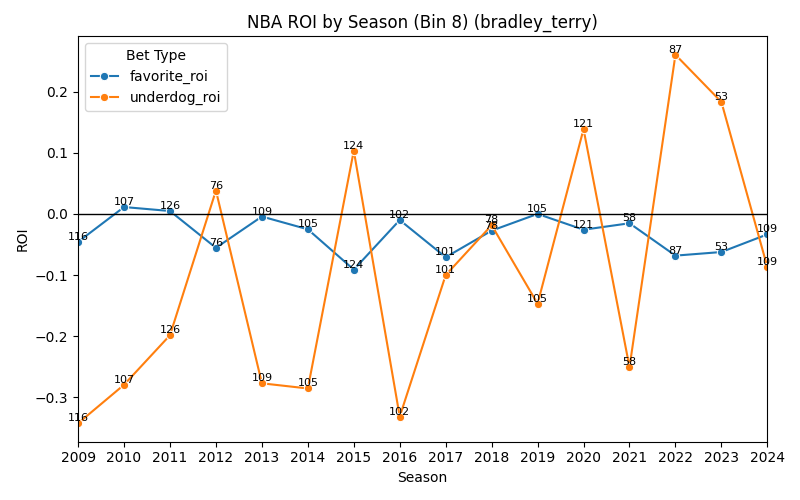 NBA ROI by Season (Bin 8) (bradley_terry)
Bet Type
favorite_roi
underdog_roi
ROI
0.2
0.1
0.0
−0.1
−0.2
−0.3
116 107 126 76 109 105 124 102 101 78 105 121 58 87 53 109
116 107 126 76 109 105 124 102 101 78 105 121 58 87 53 109
2009 2010 2011 2012 2013 2014 2015 2016 2017 2018 2019 2020 2021 2022 2023 2024
Season